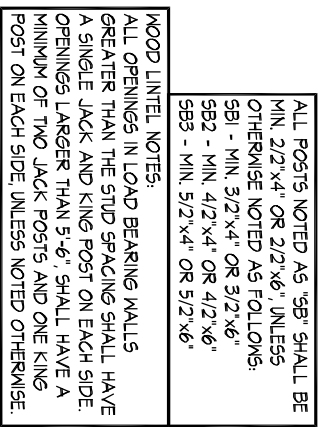 ALL POSTS NOTED AS "SB" SHALL BE
MIN. 2/2"x4" OR 2/2"x6", UNLESS
OTHERWISE NOTED AS FOLLOWS:
SB1 - MIN. 3/2"x4" OR 3/2"x6"
SB2 - MIN. 4/2"x4" OR 4/2"x6"
SB3 - MIN. 5/2"x4" OR 5/2"x6"
WOOD LINTEL NOTES:
ALL OPENINGS IN LOAD BEARING WALLS
GREATER THAN THE STUD SPACING SHALL HAVE
A SINGLE JACK AND KING POST ON EACH SIDE.
OPENINGS LARGER THAN 5'-6", SHALL HAVE A
MINIMUM OF TWO JACK POSTS AND ONE KING
POST ON EACH SIDE, UNLESS NOTED OTHERWISE.